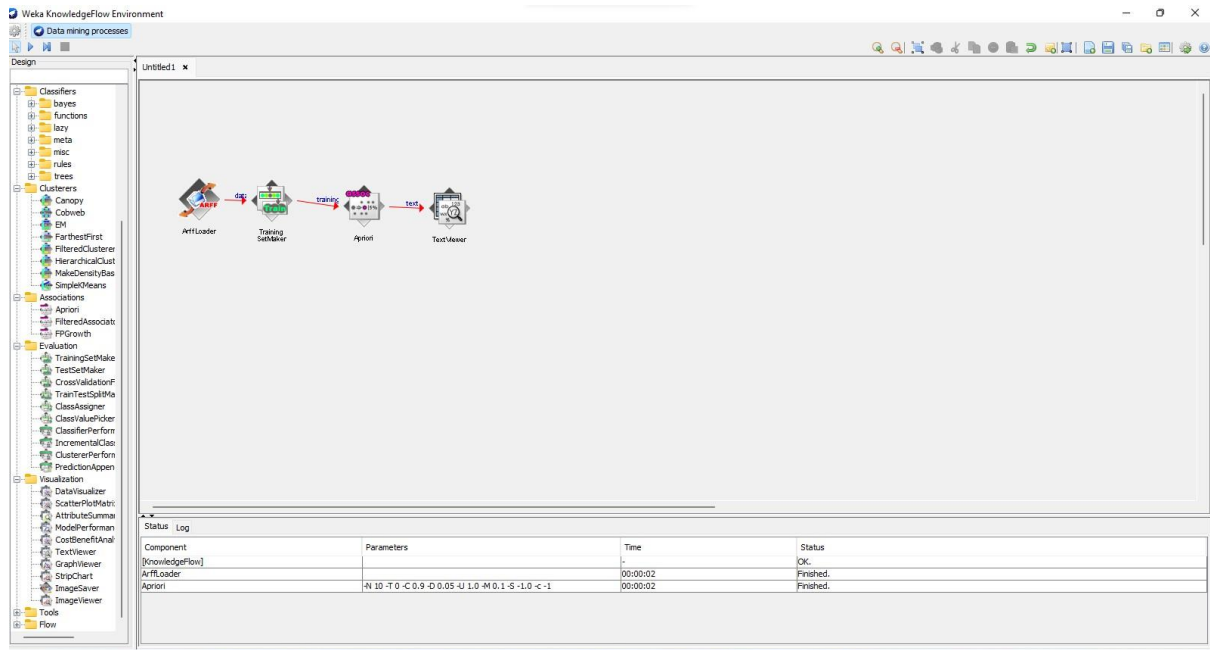 Weka KnowledgeFlow Environment
Data mining processes
Design
Untitled1
Classifiers
bayes
functions
lazy
meta
misc
rules
trees
Clusterers
Canopy
Cobweb
EM
FarthestFirst
FilteredClusterer
HierarchicalClust
MakeDensityBas
SimpleKMeans
Associations
Apriori
FilteredAssociato
FPGrowth
Evaluation
TrainingSetMake
TestSetMaker
CrossValidationF
TrainTestSplitMa
ClassAssigner
ClassValuePicker
ClassifierPerform
IncrementalClass
ClustererPerform
PredictionAppen
Visualization
DataVisualizer
ScatterPlotMatri
AttributeSummar
ModelPerforman
CostBenefitAnal
TextViewer
GraphViewer
StripChart
ImageSaver
ImageViewer
Tools
Flow
ARFF
ArffLoader
data
Training
SetMaker
training
Apriori
text
TextViewer
Status Log
Component Parameters Time Status
[KnowledgeFlow] - OK.
ArffLoader 00:00:02 Finished.
Apriori -N 10 -T 0 -C 0.9 -D 0.05 -U 1.0 -M 0.1 -S -1.0 -c -1 00:00:02 Finished.